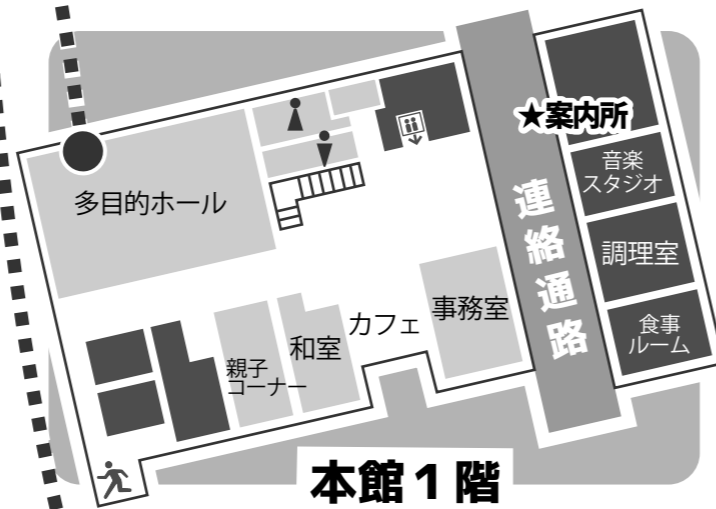 ★案内所
音楽
スタジオ
多目的ホール
連絡通路
調理室
事務室
カフェ
和室
食事
ルーム
親子
コーナー
本館1階